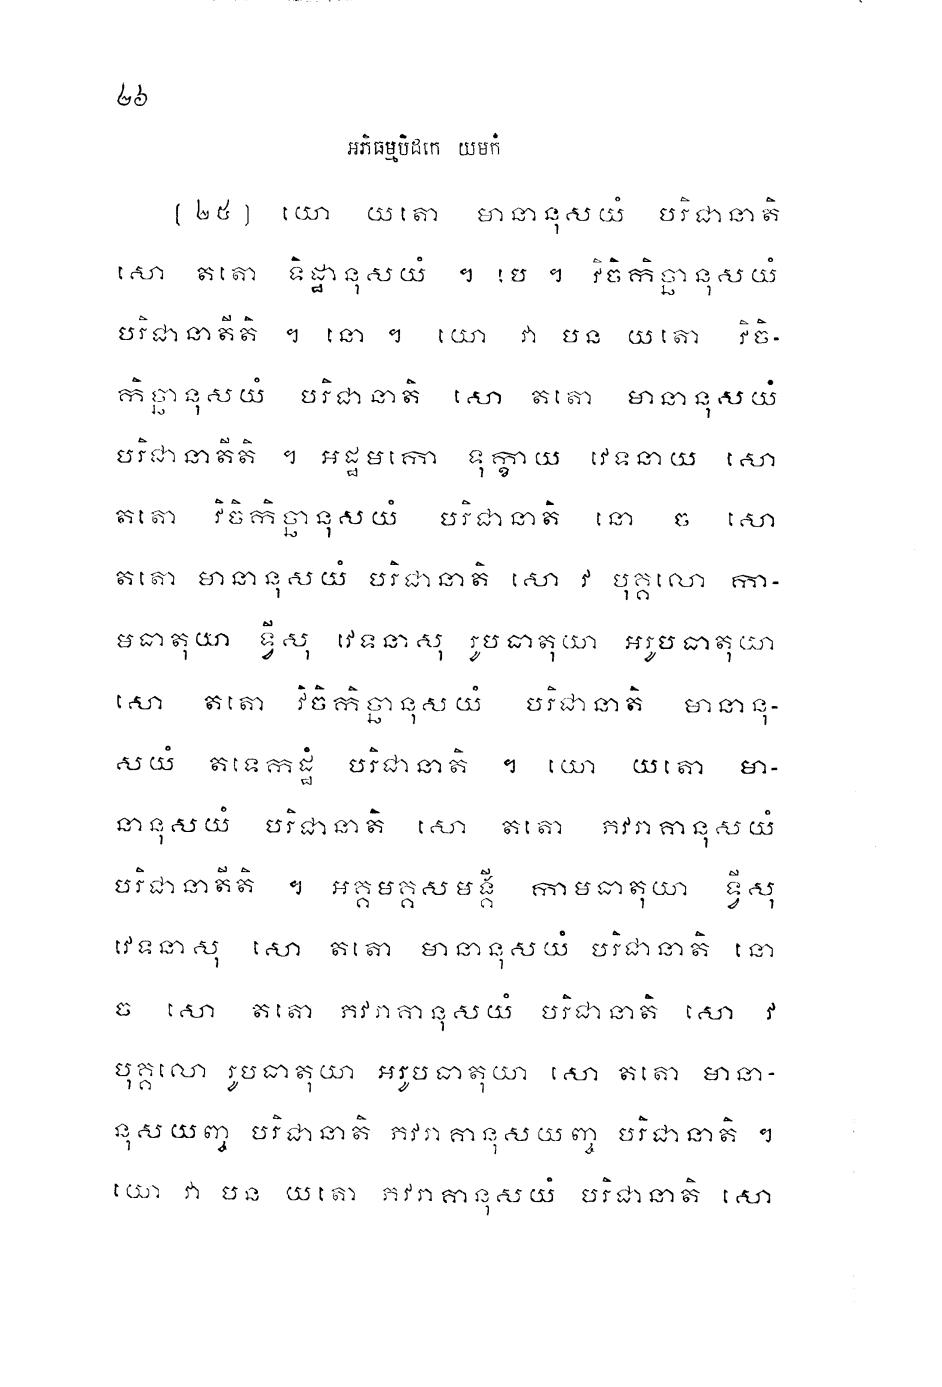 ២៦
អភិធម្មបិដកេ យមកំ
(២៥) យោ យតោ មានានុសយំ បរិជានាតិ
សោ តតោ ទិដ្ឋានុសយំ ។ បេ ។ វិចិកិច្ឆានុសយំ
បរិជានាតីតិ ។ នោ ។ យោ វា បន យតោ វិចិ-
កិច្ឆានុសយំ បរិជានាតិ សោ តតោ មានានុសយំ
បរិជានាតីតិ ។ អដ្ឋមកោ ទុក្ខាយ វេទនាយ សោ
តតោ វិចិកិច្ឆានុសយំ បរិជានាតិ នោ ច សោ
តតោ មានានុសយំ បរិជានាតិ សោ វ បុគ្គលោ កា-
មធាតុយា ទ្វីសុ វេទនាសុ រូបធាតុយា អរូបធាតុយា
សោ តតោ វិចិកិច្ឆានុសយំ បរិជានាតិ មានានុ-
សយំ តទេកដ្ឋំ បរិជានាតិ ។ យោ យតោ មា-
នានុសយំ បរិជានាតិ សោ តតោ ភវរាគានុសយំ
បរិជានាតីតិ ។ អគ្គមគ្គសមង្គី កាមធាតុយា ទ្វីសុ
វេទនាសុ សោ តតោ មានានុសយំ បរិជានាតិ នោ
ច សោ តតោ ភវរាគានុសយំ បរិជានាតិ សោ វ
បុគ្គលោ រូបធាតុយា អរូបធាតុយា សោ តតោ មានា-
នុសយញ្ច បរិជានាតិ ភវរាគានុសយញ្ច បរិជានាតិ ។
យោ វា បន យតោ ភវរាគានុសយំ បរិជានាតិ សោ